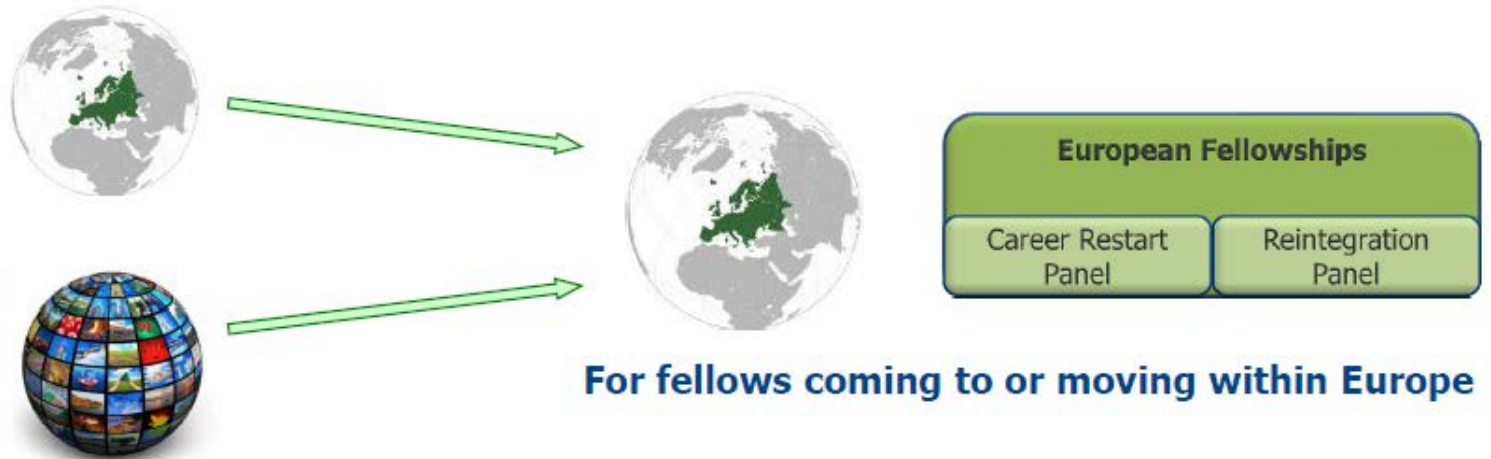 European Fellowships
Career Restart
Panel
Reintegration
Panel
For fellows coming to or moving within Europe